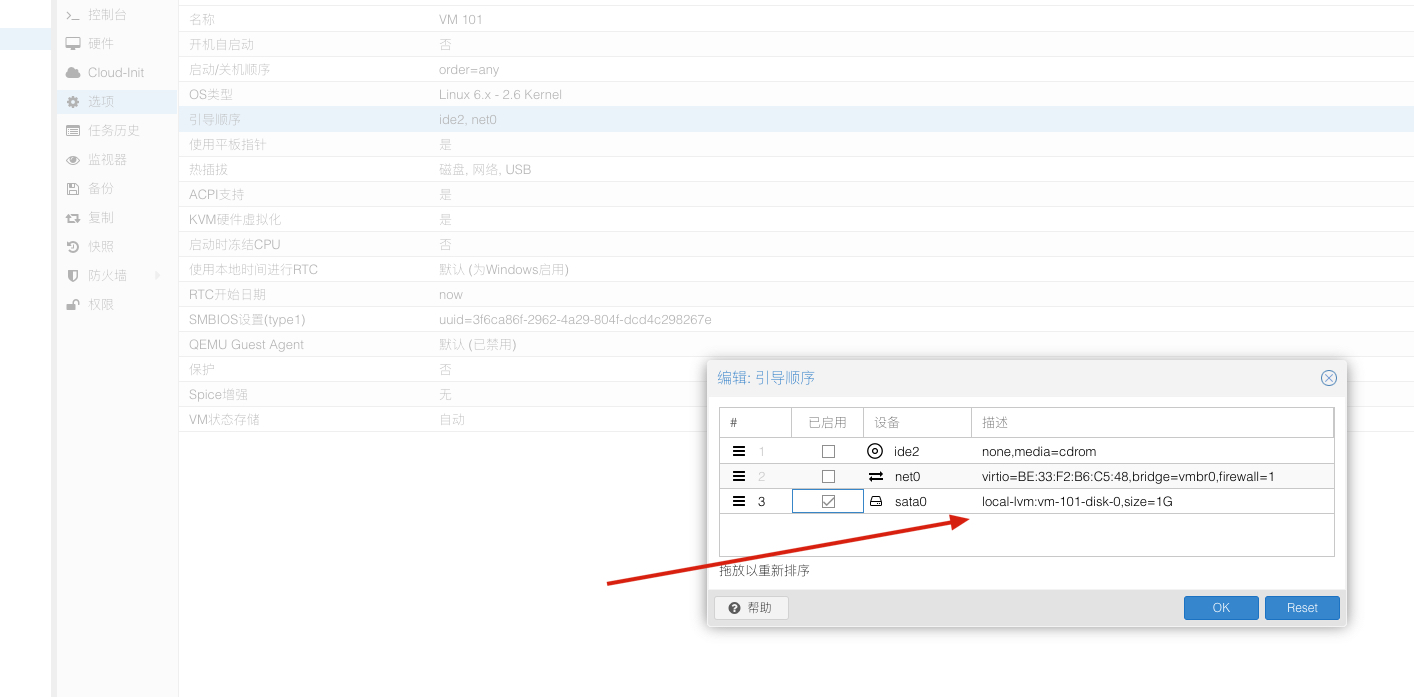 控制台
硬件
Cloud-Init
选项
任务历史
监视器
备份
复制
快照
防火墙
权限
名称 VM 101
开机自启动 否
启动/关机顺序 order=any
OS类型 Linux 6.x - 2.6 Kernel
引导顺序 ide2, net0
使用平板指针 是
热插拔 磁盘, 网络, USB
ACPI支持 是
KVM硬件虚拟化 是
启动时冻结CPU 否
使用本地时间进行RTC 默认 (为Windows启用)
RTC开始日期 now
SMBIOS设置(type1) uuid=3f6ca86f-2962-4a29-804f-dcd4c298267e
QEMU Guest Agent 默认 (已禁用)
保护 否
Spice增强 无
VM状态存储 自动
编辑: 引导顺序
# 已启用 设备 描述
1 ide2 none,media=cdrom
2 net0 virtio=BE:33:F2:B6:C5:48,bridge=vmbr0,firewall=1
3 sata0 local-lvm:vm-101-disk-0,size=1G
拖放以重新排序
帮助 OK Reset